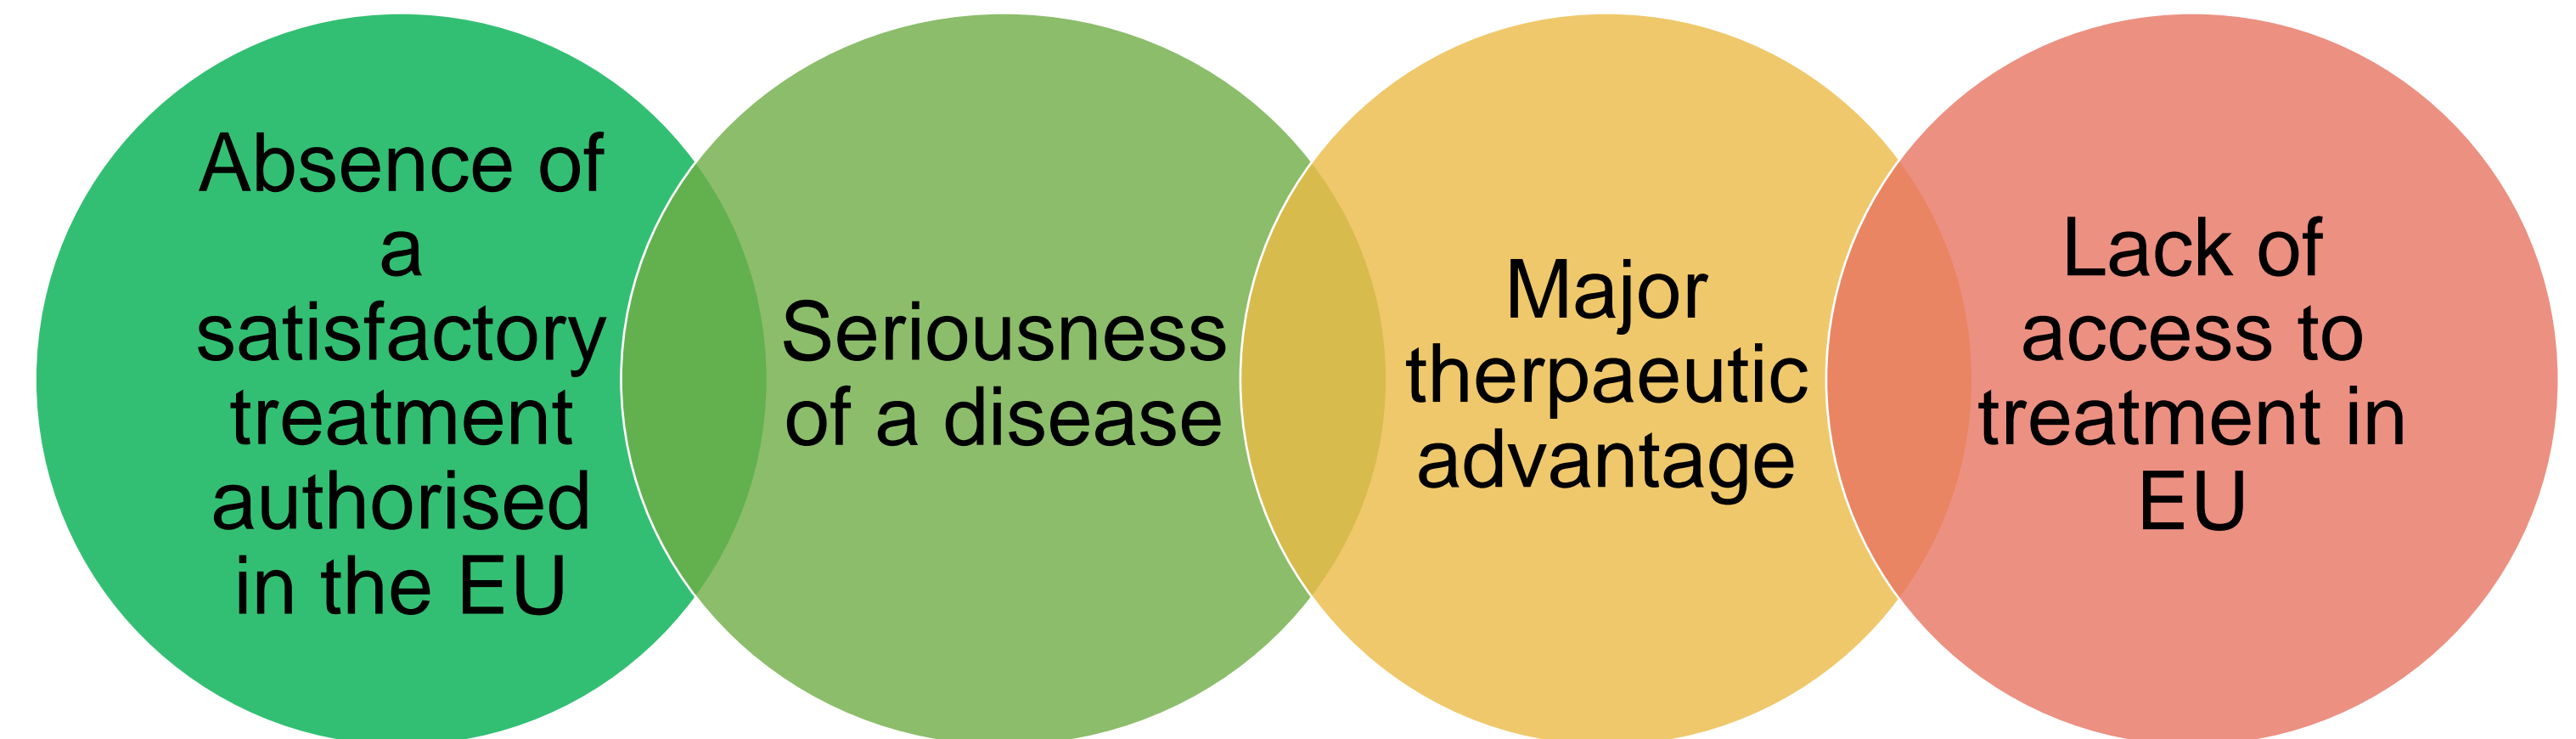 Absence of
a
satisfactory
treatment
authorised
in the EU
Seriousness
of a disease
Major
therpaeutic
advantage
Lack of
access to
treatment in
EU